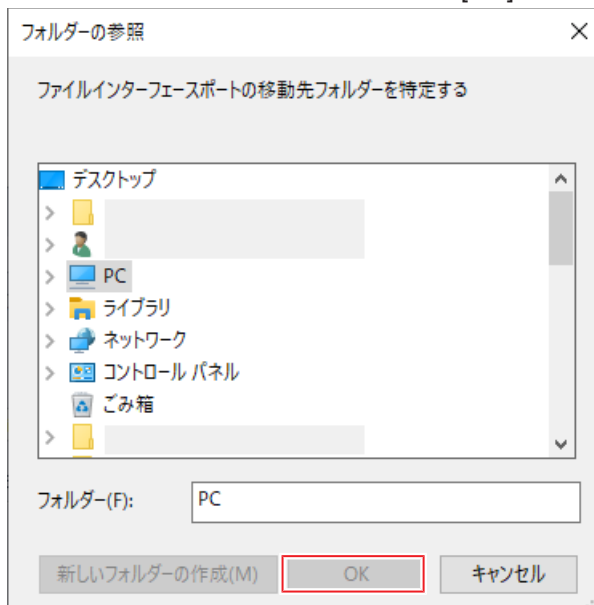 フォルダーの参照
ファイルインターフェースポートの移動先フォルダーを特定する
デスクトップ
PC
ライブラリ
ネットワーク
コントロール パネル
ごみ箱
フォルダー(F): PC
新しいフォルダーの作成(M) OK キャンセル